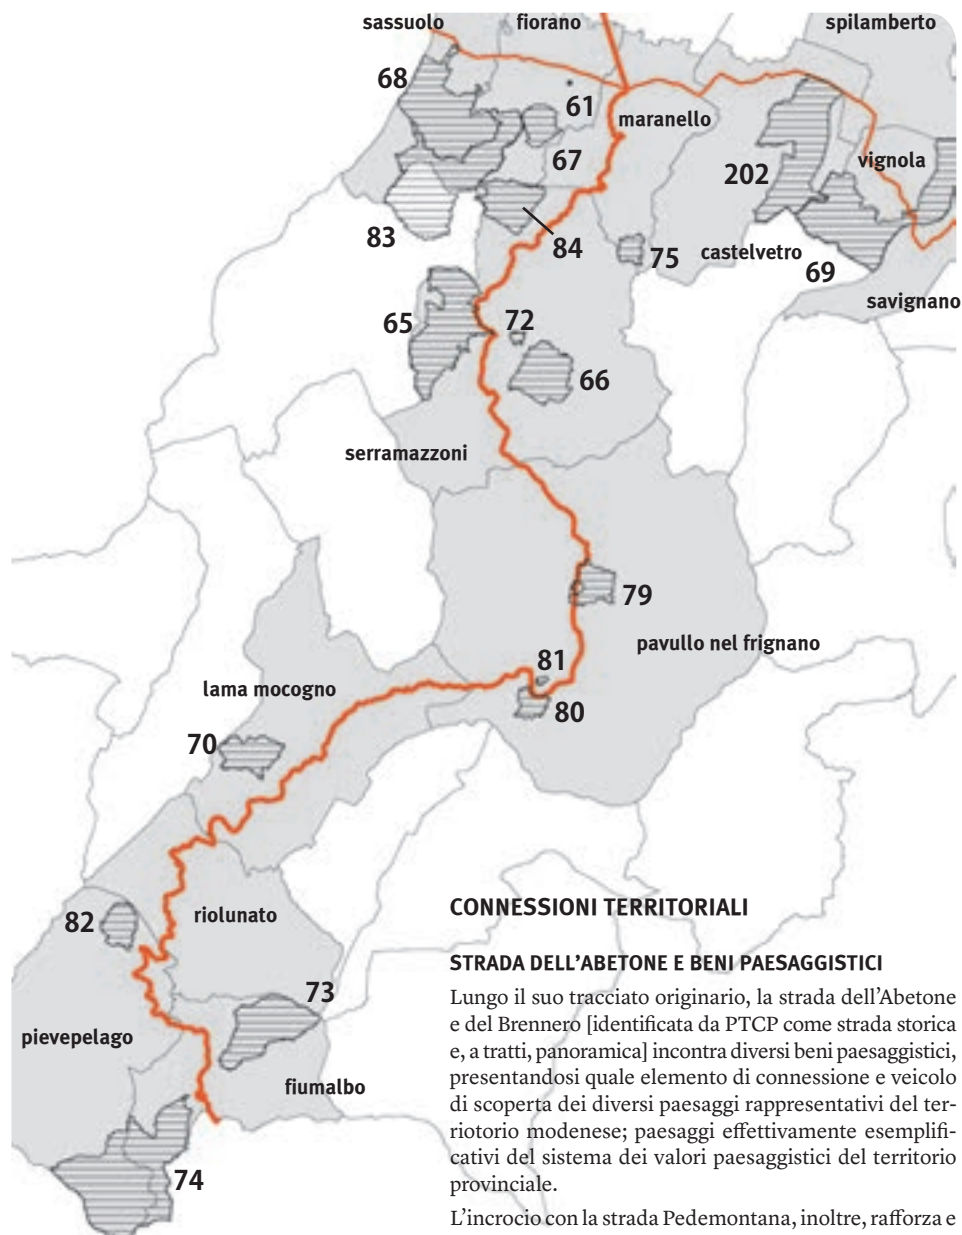 sassuolo
fiorano
spilamberto
68
61
maranello
67
202
vignola
83
84
75
castelvetro
69
savignano
65
72
66
serramazzoni
79
pavullo nel frignano
81
lama mocogno
80
70
82
riolunato
73
pievepelago
fiumalbo
74
CONNESSIONI TERRITORIALI
STRADA DELL'ABETONE E BENI PAESAGGISTICI
Lungo il suo tracciato originario, la strada dell'Abetone
e del Brennero [identificata da PTCP come strada storica
e, a tratti, panoramica] incontra diversi beni paesaggistici,
presentandosi quale elemento di connessione e veicolo
di scoperta dei diversi paesaggi rappresentativi del ter-
riotorio modenese; paesaggi effettivamente esemplifi-
cativi del sistema dei valori paesaggistici del territorio
provinciale.
L'incrocio con la strada Pedemontana, inoltre, rafforza e